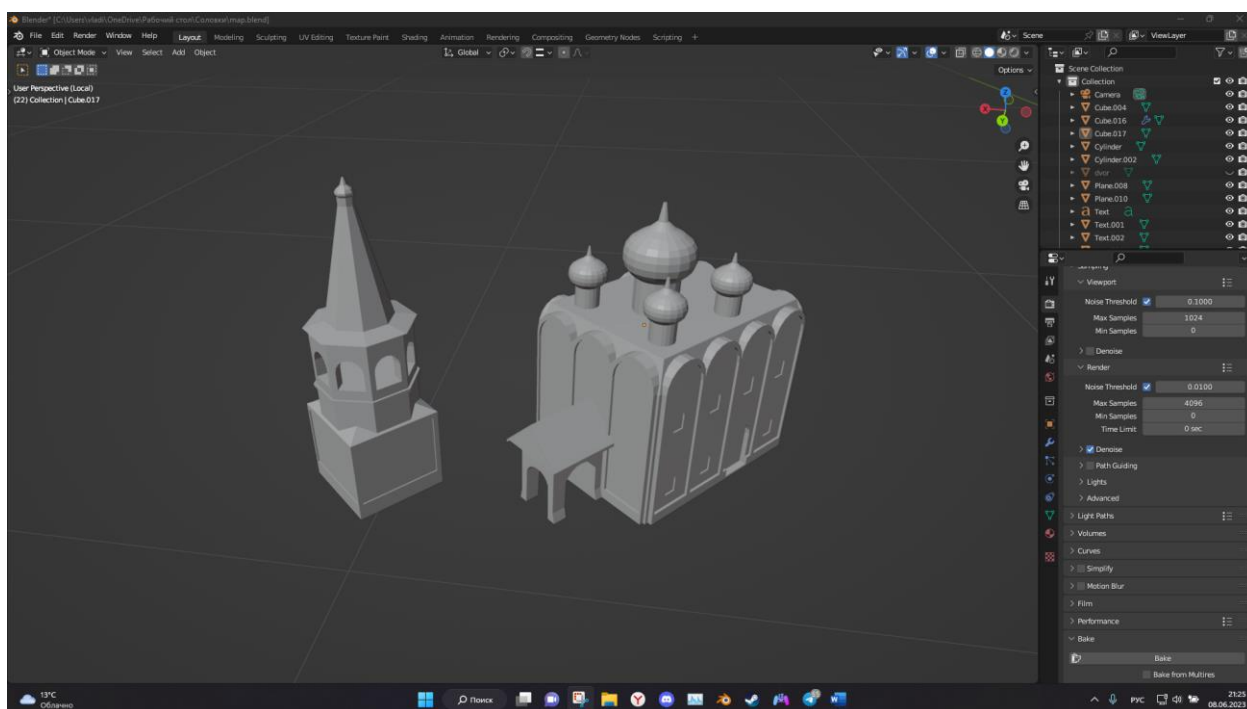 Blender* [C:\Users\vladi\OneDrive\Рабочий стол\Соловки\map.blend]
File Edit Render Window Help Layout Modeling Sculpting UV Editing Texture Paint Shading Animation Rendering Compositing Geometry Nodes Scripting + Scene ViewLayer
Object Mode View Select Add Object Global
Options
User Perspective (Local)
(22) Collection | Cube.017
X
Y
Z
Scene Collection
Collection
Camera
Cube.004
Cube.016
Cube.017
Cylinder
Cylinder.002
dvor
Plane.008
Plane.010
Text
Text.001
Text.002
Viewport
Noise Threshold 0.1000
Max Samples 1024
Min Samples 0
Denoise
Render
Noise Threshold 0.0100
Max Samples 4096
Min Samples 0
Time Limit 0 sec
Denoise
Path Guiding
Lights
Advanced
Light Paths
Volumes
Curves
Simplify
Motion Blur
Film
Performance
Bake
Bake
Bake from Multires
13°C
Облачно
Поиск
РУС
21:25
08.06.2023